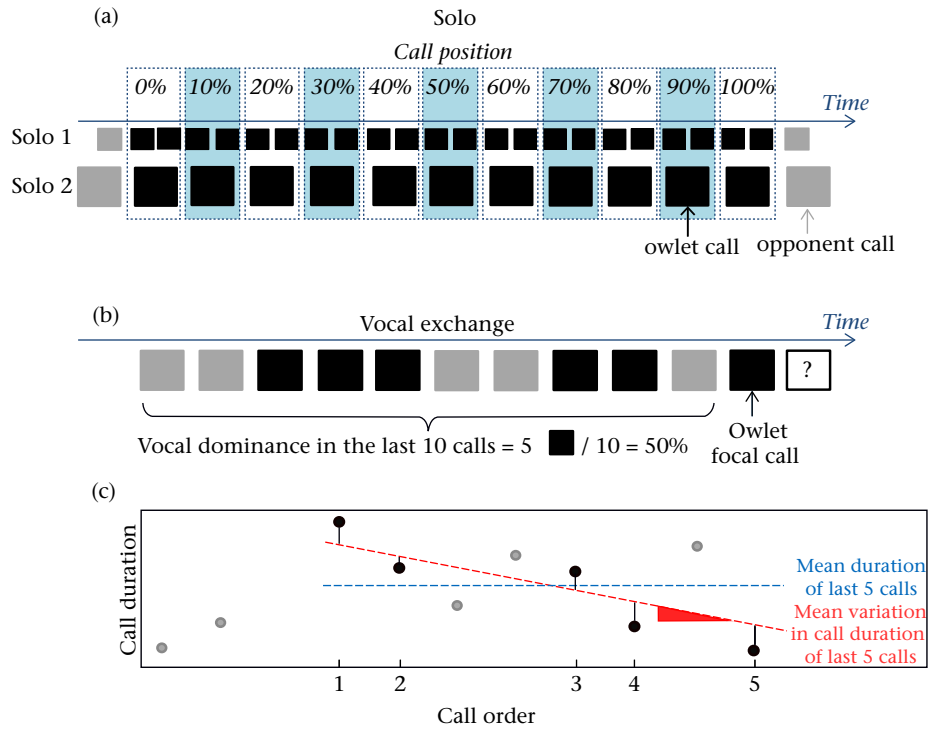 (a)
Solo
Call position
0% 10% 20% 30% 40% 50% 60% 70% 80% 90% 100%
Time
Solo 1
Solo 2
owlet call
opponent call
(b)
Vocal exchange
Time
?
Vocal dominance in the last 10 calls = 5 / 10 = 50%
Owlet
focal call
(c)
Call duration
Mean duration
of last 5 calls
Mean variation
in call duration
of last 5 calls
1 2 3 4 5
Call order